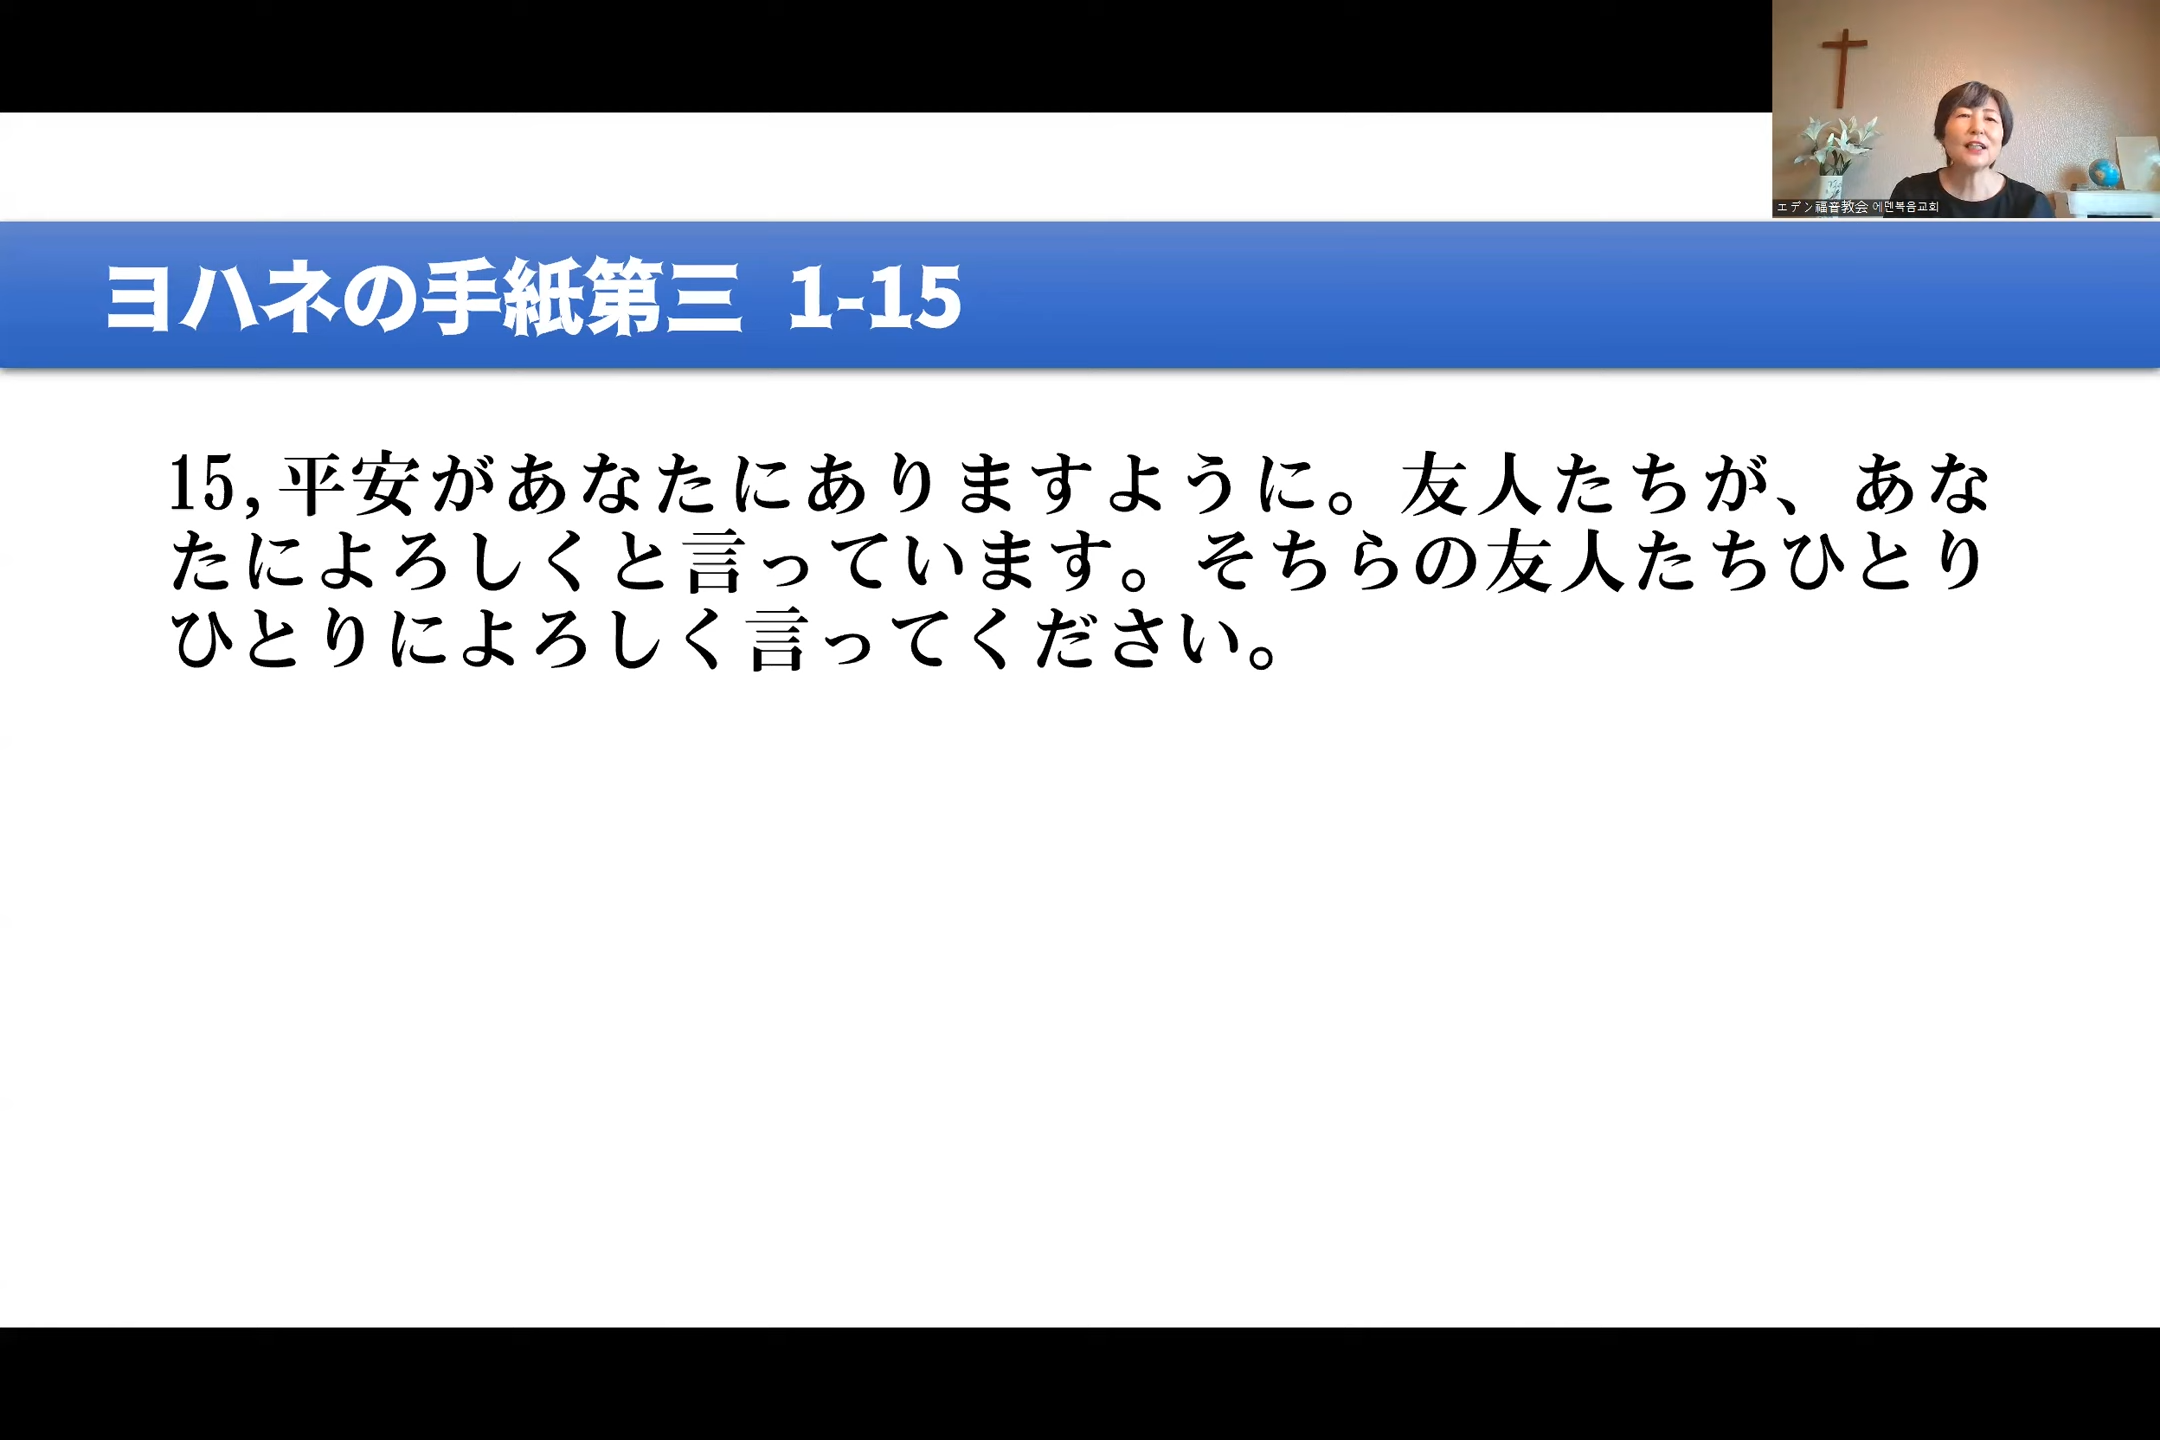 エデン福音教会 에덴복음교회
ヨハネの手紙第三 1-15
15,平安があなたにありますように。友人たちが、あな
たによろしくと言っています。そちらの友人たちひとり
ひとりによろしく言ってください。